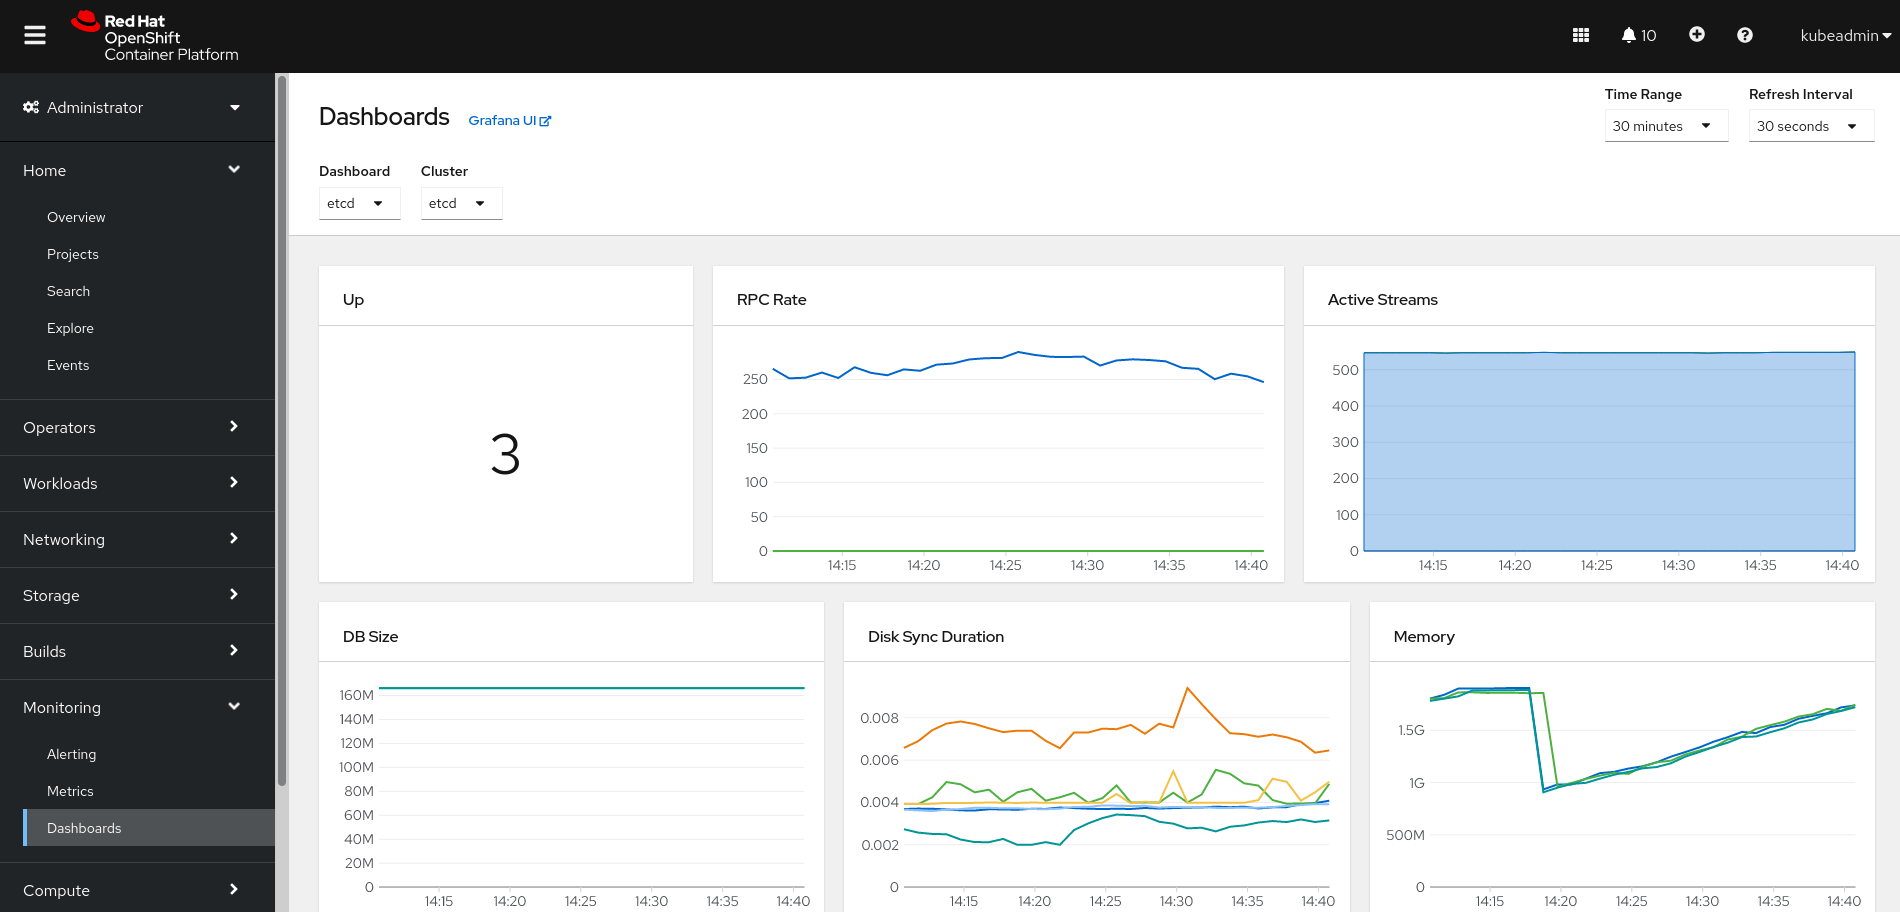 Red Hat
OpenShift
Container Platform
10
kubeadmin
Administrator
Home
Overview
Projects
Search
Explore
Events
Operators
Workloads
Networking
Storage
Builds
Monitoring
Alerting
Metrics
Dashboards
Compute
Dashboards
Grafana UI
Time Range
30 minutes
Refresh Interval
30 seconds
Dashboard
etcd
Cluster
etcd
Up
3
RPC Rate
250
200
150
100
50
0
14:15 14:20 14:25 14:30 14:35 14:40
Active Streams
500
400
300
200
100
0
14:15 14:20 14:25 14:30 14:35 14:40
DB Size
160M
140M
120M
100M
80M
60M
40M
20M
0
14:15 14:20 14:25 14:30 14:35 14:40
Disk Sync Duration
0.008
0.006
0.004
0.002
0
14:15 14:20 14:25 14:30 14:35 14:40
Memory
1.5G
1G
500M
0
14:15 14:20 14:25 14:30 14:35 14:40